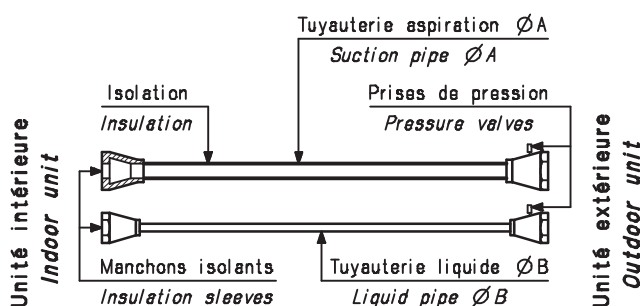 Tuyauterie aspiration ØA
Suction pipe ØA
Isolation
Insulation
Prises de pression
Pressure valves
Unité intérieure
Indoor unit
Unité extérieure
Outdoor unit
Manchons isolants
Insulation sleeves
Tuyauterie liquide ØB
Liquid pipe ØB